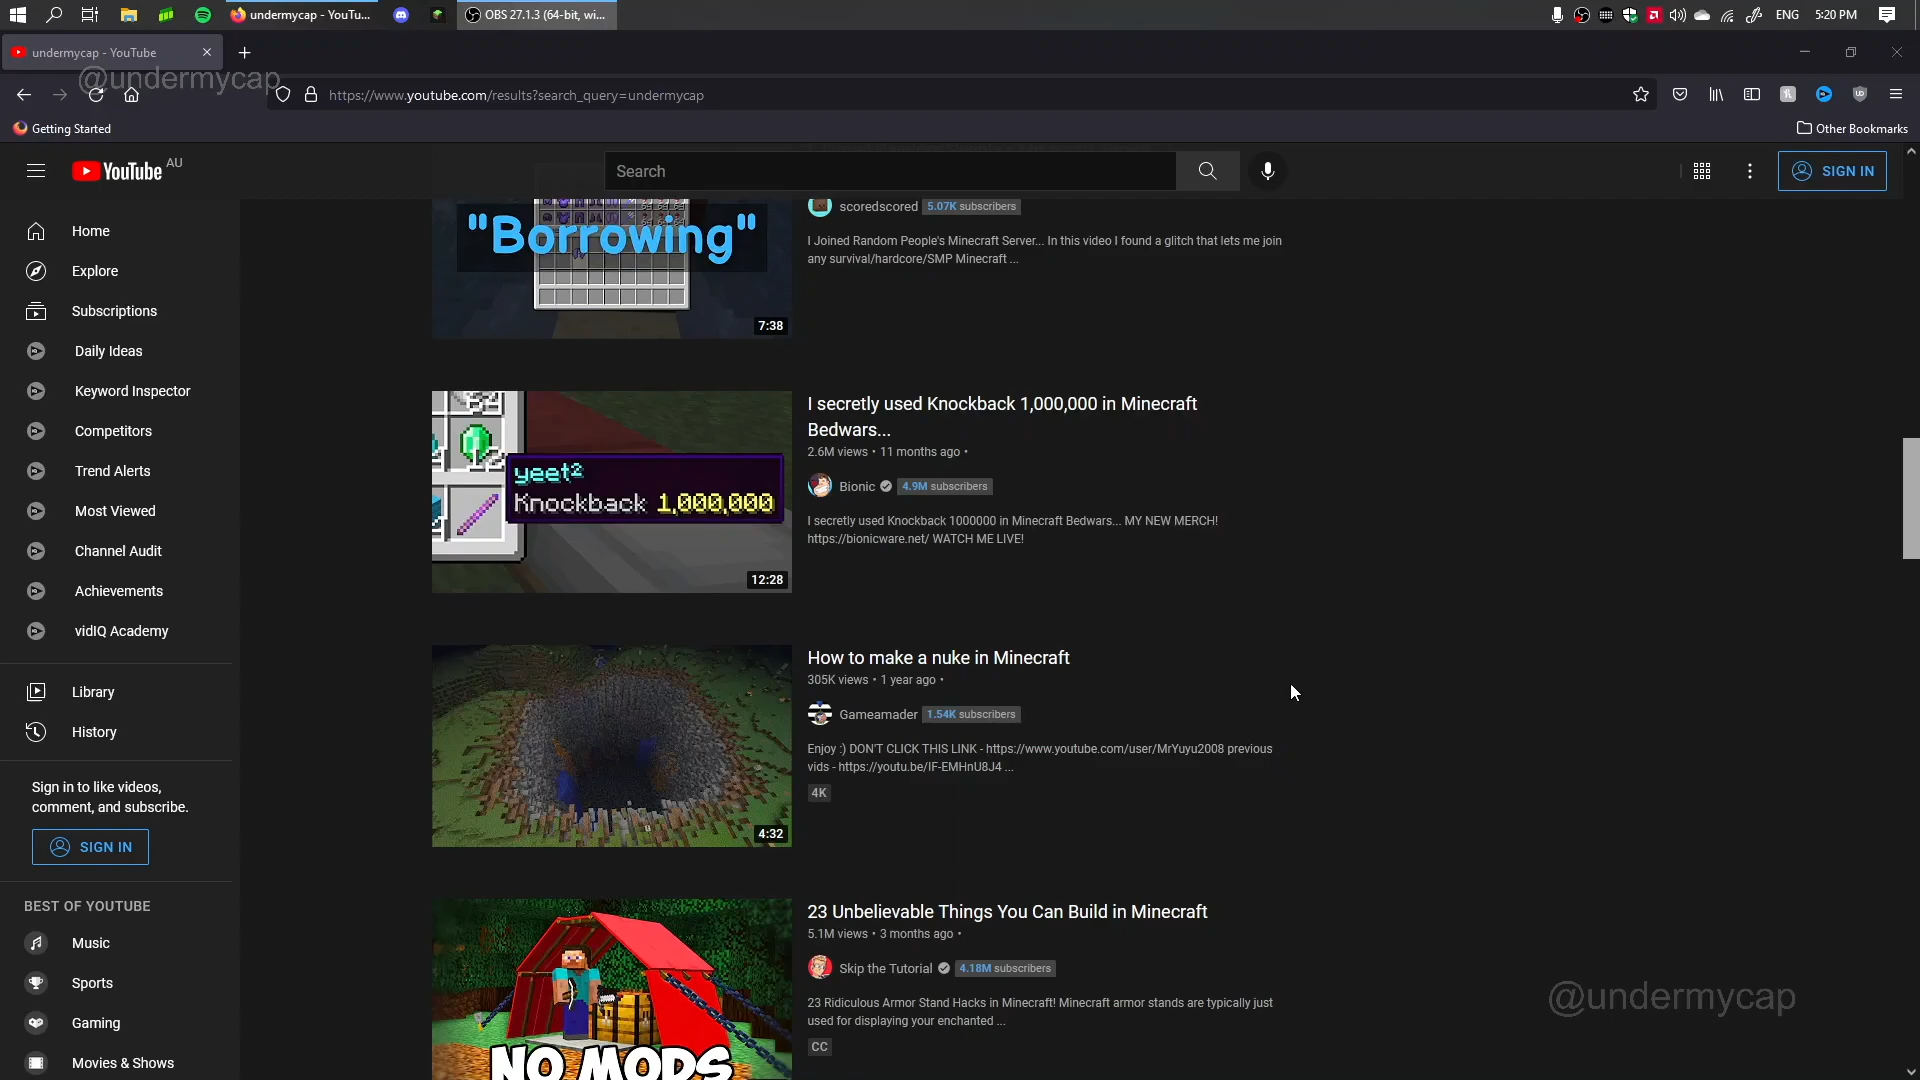 undermycap - YouTu...
OBS 27.1.3 (64-bit, wi...
ENG
5:20 PM
undermycap - YouTube
@undermycap
https://www.youtube.com/results?search_query=undermycap
Getting Started
Other Bookmarks
YouTube AU
Search
SIGN IN
Home
Explore
Subscriptions
Daily Ideas
Keyword Inspector
Competitors
Trend Alerts
Most Viewed
Channel Audit
Achievements
vidIQ Academy
Library
History
Sign in to like videos,
comment, and subscribe.
SIGN IN
BEST OF YOUTUBE
Music
Sports
Gaming
Movies & Shows
"Borrowing"
7:38
scoredscored 5.07K subscribers
I Joined Random People's Minecraft Server... In this video I found a glitch that lets me join
any survival/hardcore/SMP Minecraft ...
yeet²
Knockback 1,000,000
12:28
I secretly used Knockback 1,000,000 in Minecraft
Bedwars...
2.6M views • 11 months ago •
Bionic 4.9M subscribers
I secretly used Knockback 1000000 in Minecraft Bedwars... MY NEW MERCH!
https://bionicware.net/ WATCH ME LIVE!
4:32
How to make a nuke in Minecraft
305K views • 1 year ago •
Gameamader 1.54K subscribers
Enjoy :) DON'T CLICK THIS LINK - https://www.youtube.com/user/MrYuyu2008 previous
vids - https://youtu.be/IF-EMHnU8J4 ...
4K
NO MODS
23 Unbelievable Things You Can Build in Minecraft
5.1M views • 3 months ago •
Skip the Tutorial 4.18M subscribers
23 Ridiculous Armor Stand Hacks in Minecraft! Minecraft armor stands are typically just
used for displaying your enchanted ...
CC
@undermycap